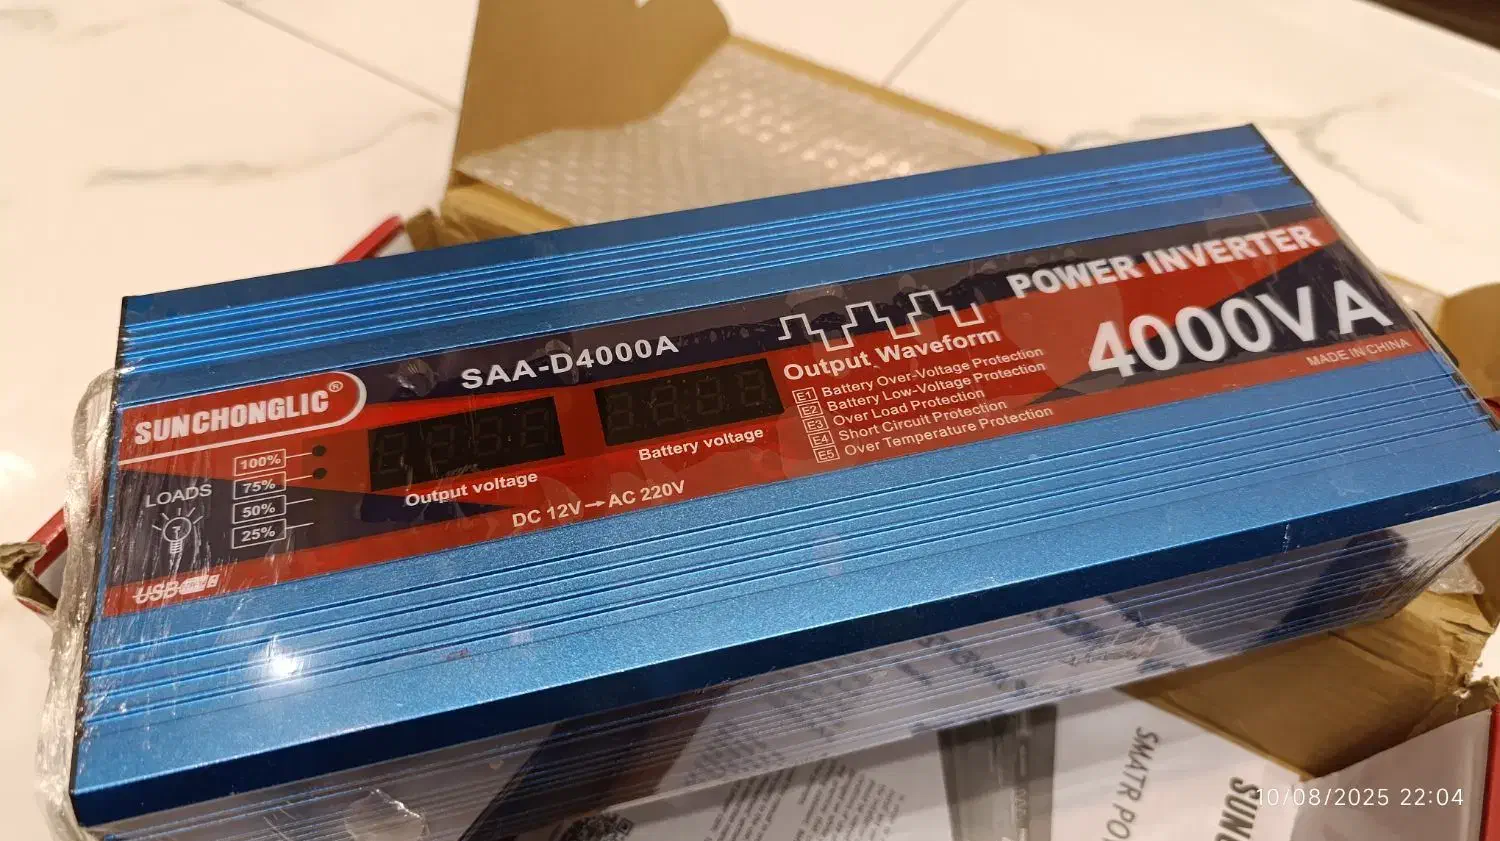 SUNCHONGLIC®
LOADS
100%
75%
50%
25%
USB
SAA-D4000A
Output voltage
Battery voltage
DC 12V→AC 220V
Output Waveform
E1 Battery Over-Voltage Protection
E2 Battery Low-Voltage Protection
E3 Over Load Protection
E4 Short Circuit Protection
E5 Over Temperature Protection
POWER INVERTER
4000VA
MADE IN CHINA
SMATR
10/08/2025 22:04